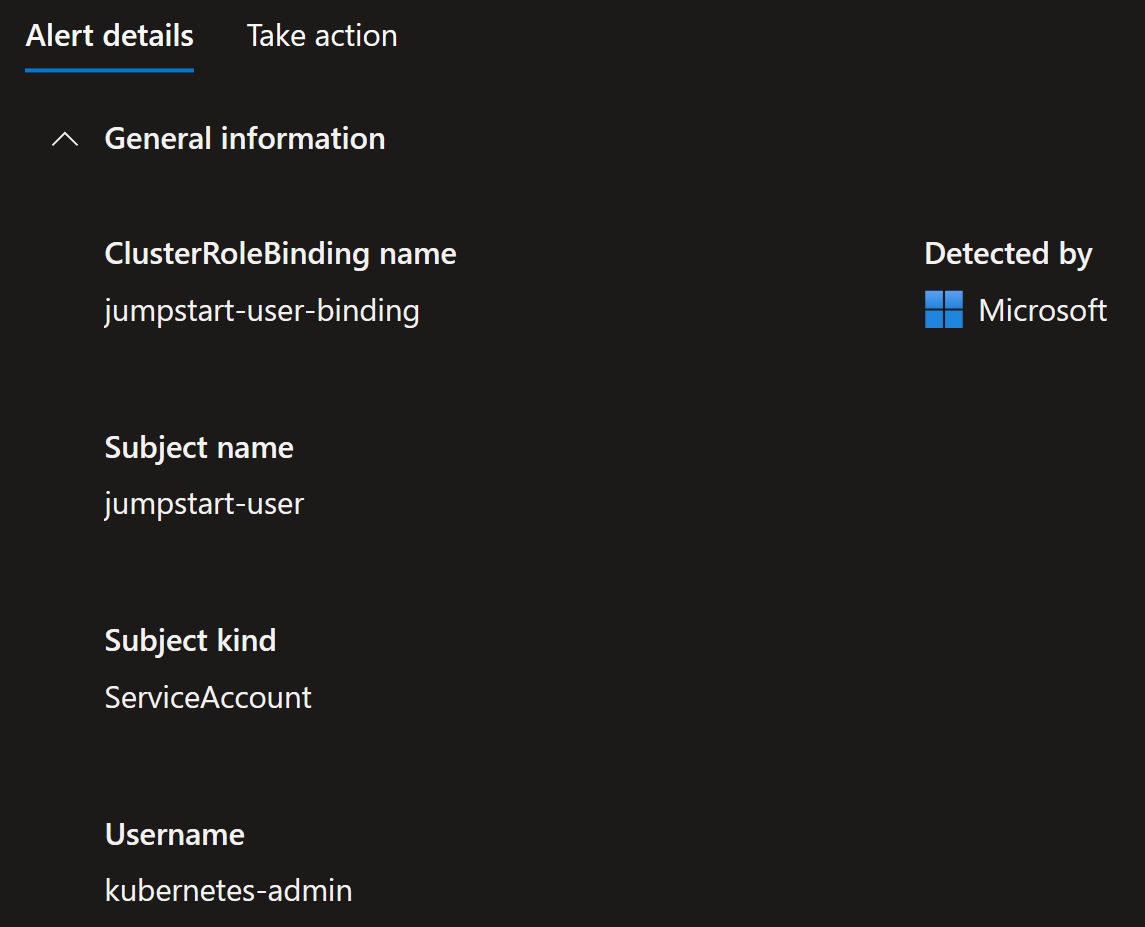 Alert details
Take action
General information
ClusterRoleBinding name
jumpstart-user-binding
Detected by
Microsoft
Subject name
jumpstart-user
Subject kind
ServiceAccount
Username
kubernetes-admin